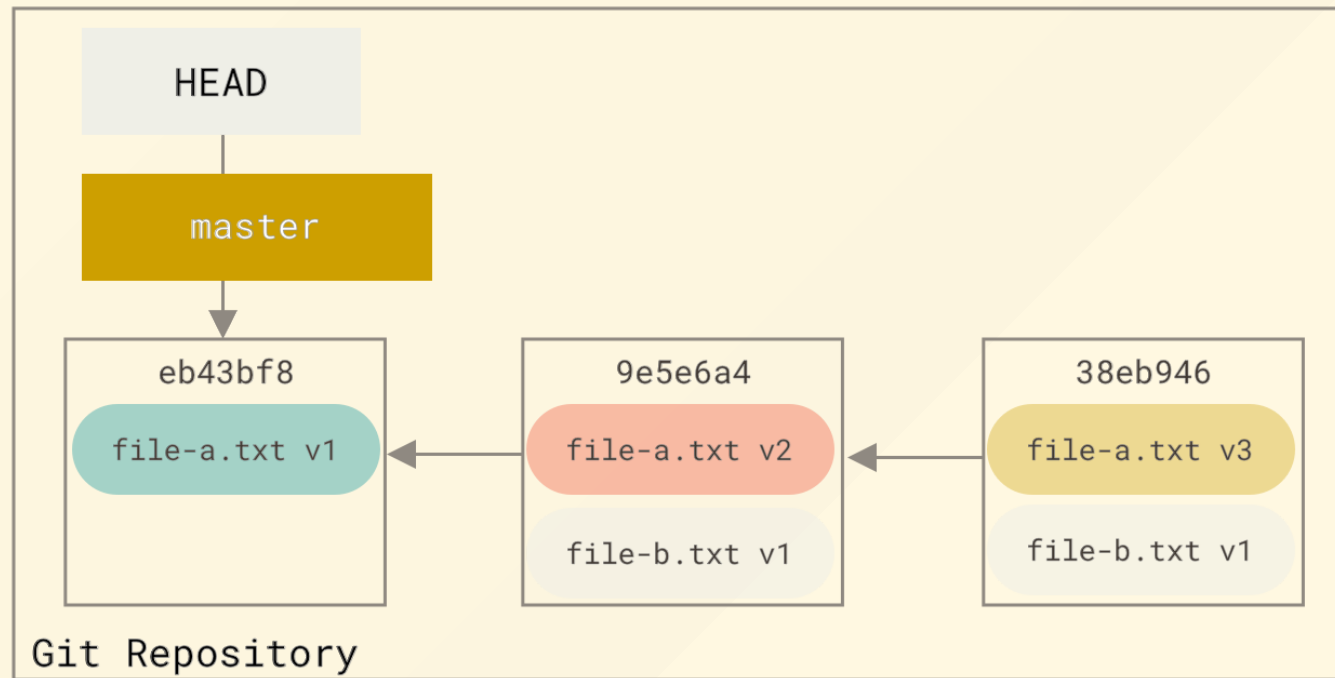 HEAD
master
eb43bf8
file-a.txt v1
9e5e6a4
file-a.txt v2
file-b.txt v1
38eb946
file-a.txt v3
file-b.txt v1
Git Repository